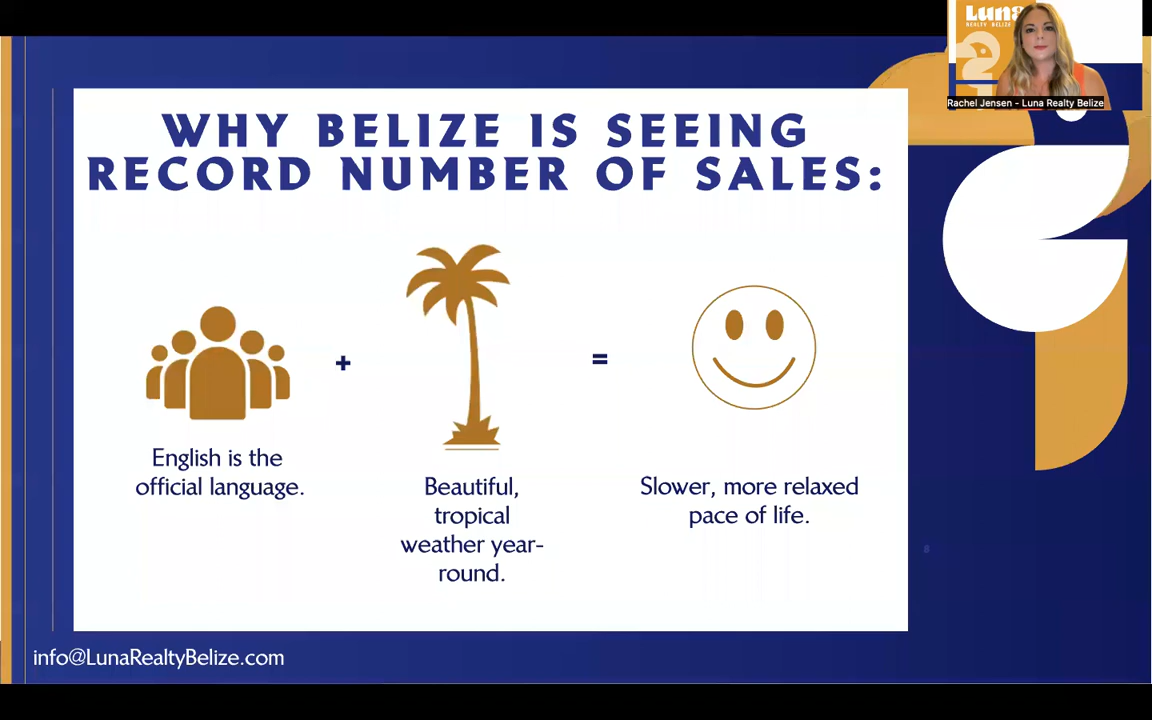 Luna
REALTY BELIZE
Rachel Jensen - Luna Realty Belize
WHY BELIZE IS SEEING
RECORD NUMBER OF SALES:
+
=
English is the
official language.
Beautiful,
tropical
weather year-
round.
Slower, more relaxed
pace of life.
8
info@LunaRealtyBelize.com